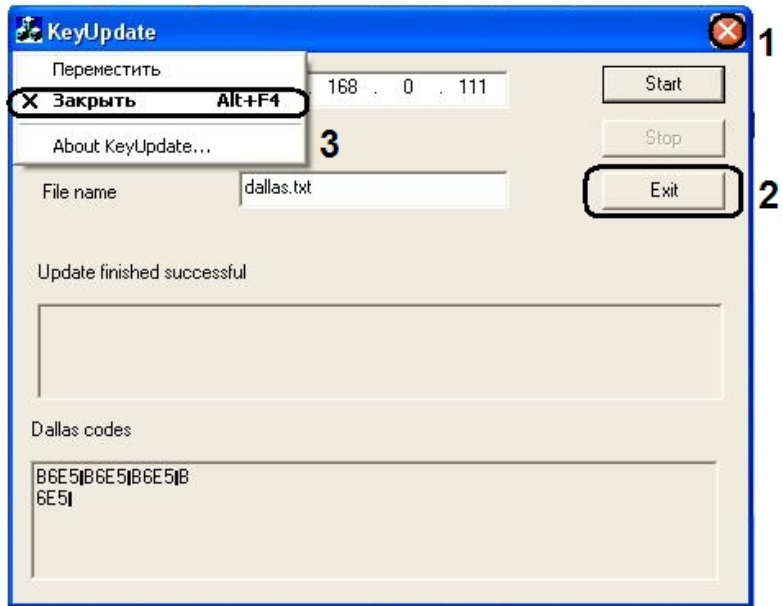 KeyUpdate
1
Переместить
X Закрыть Alt+F4
. 168 . 0 . 111
Start
About KeyUpdate...
3
Stop
File name
dallas.txt
Exit
2
Update finished successful
Dallas codes
B6E5|B6E5|B6E5|B
6E5|